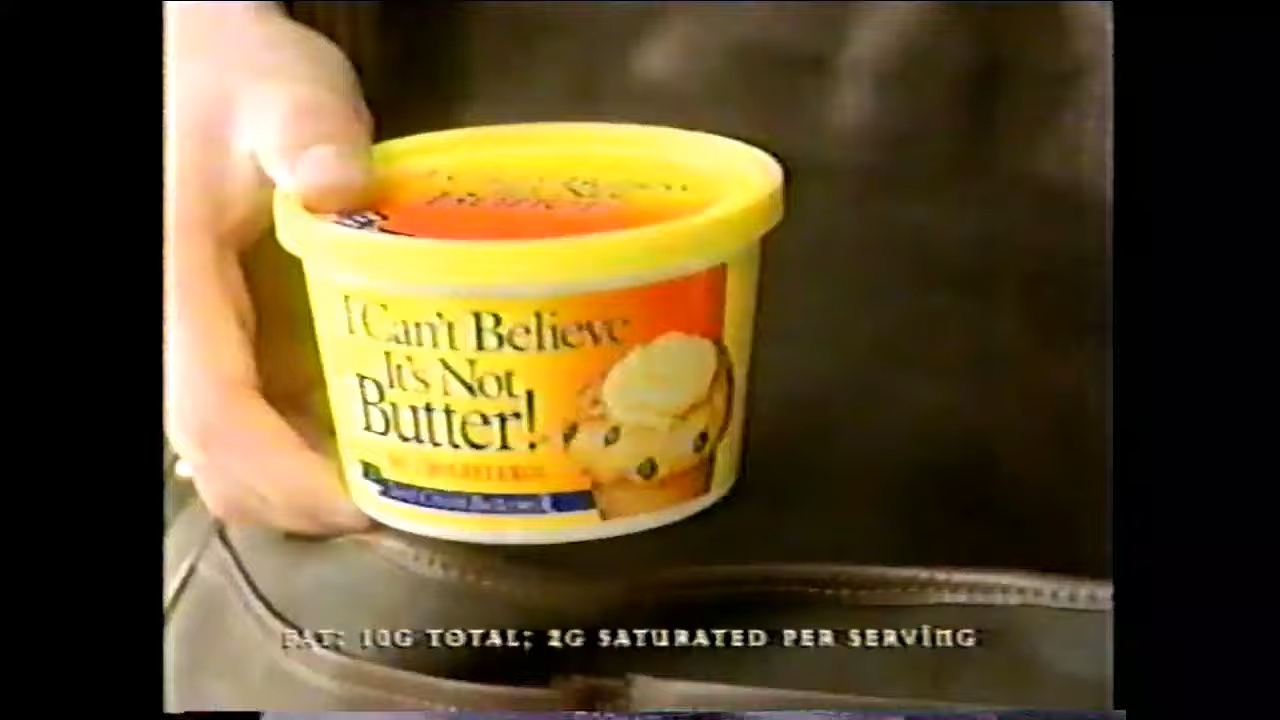 I Can't Believe
It's Not
Butter!
FAT: 10G TOTAL; 2G SATURATED PER SERVING